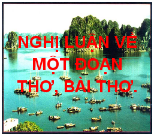 NGHỊ LUẬN VỀ
MỘT ĐOẠN
THƠ, BÀI THƠ.